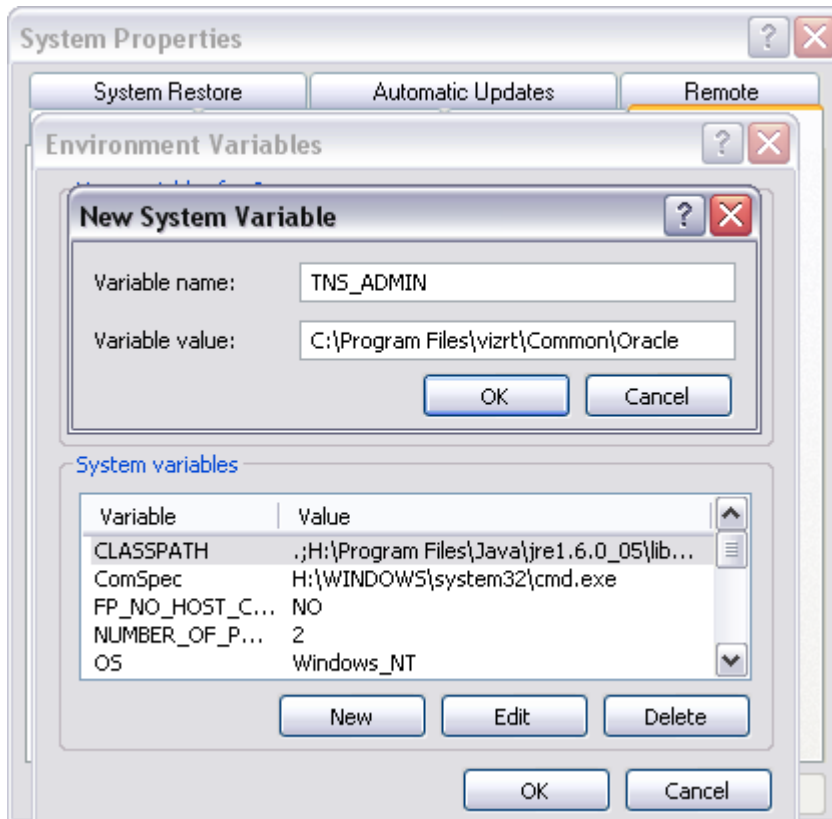 System Properties
System Restore Automatic Updates Remote
Environment Variables
New System Variable
Variable name: TNS_ADMIN
Variable value: C:\Program Files\vizrt\Common\Oracle
OK Cancel
System variables
Variable Value
CLASSPATH .;H:\Program Files\Java\jre1.6.0_05\lib...
ComSpec H:\WINDOWS\system32\cmd.exe
FP_NO_HOST_C... NO
NUMBER_OF_P... 2
OS Windows_NT
New Edit Delete
OK Cancel